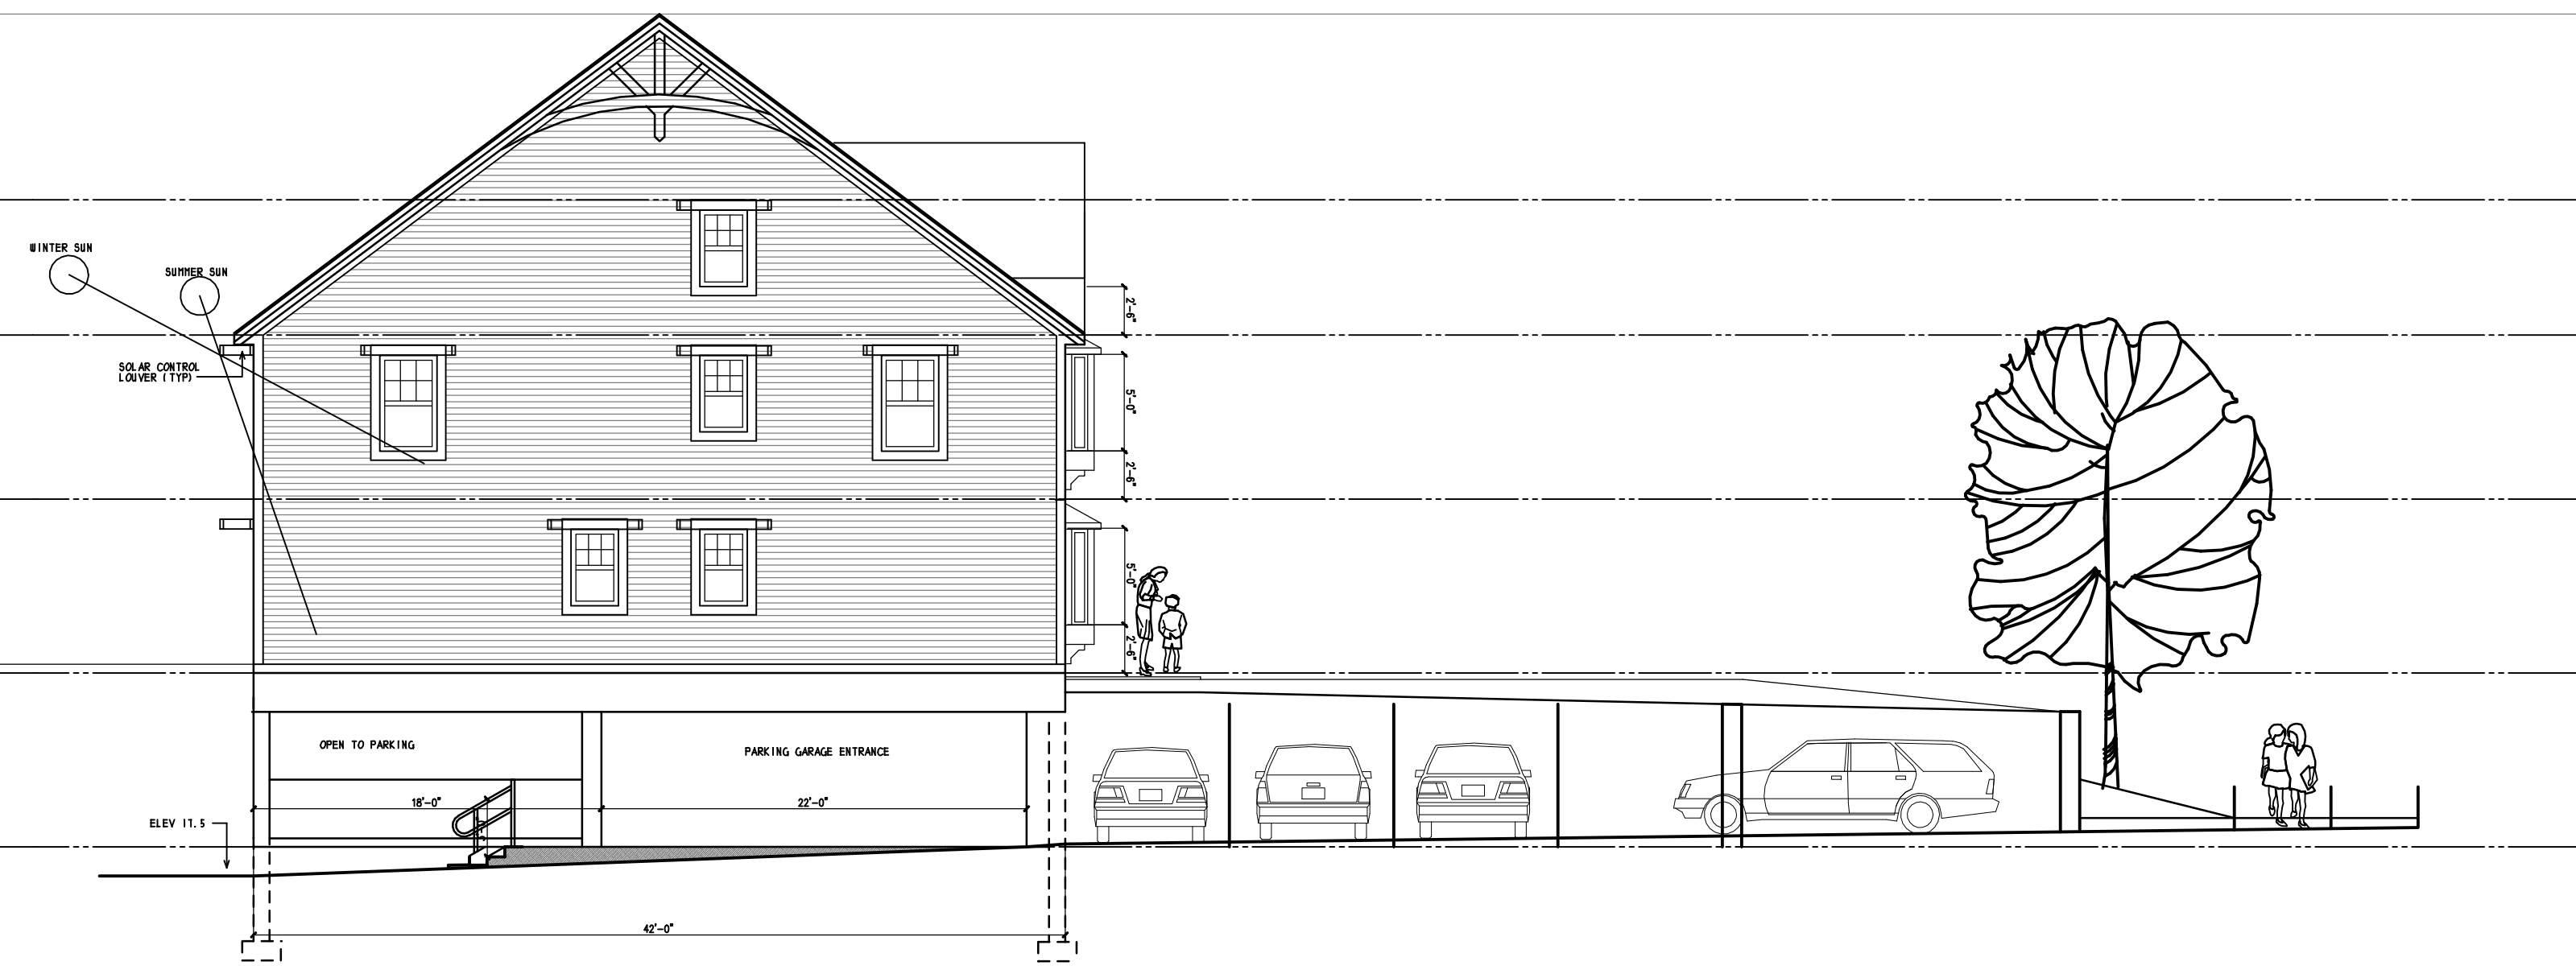 WINTER SUN
SUMMER SUN
2'-6"
SOLAR CONTROL
LOUVER (TYP)
5'-0"
2'-6"
5'-0"
2'-6"
OPEN TO PARKING
PARKING GARAGE ENTRANCE
18'-0"
22'-0"
ELEV 17.5
42'-0"